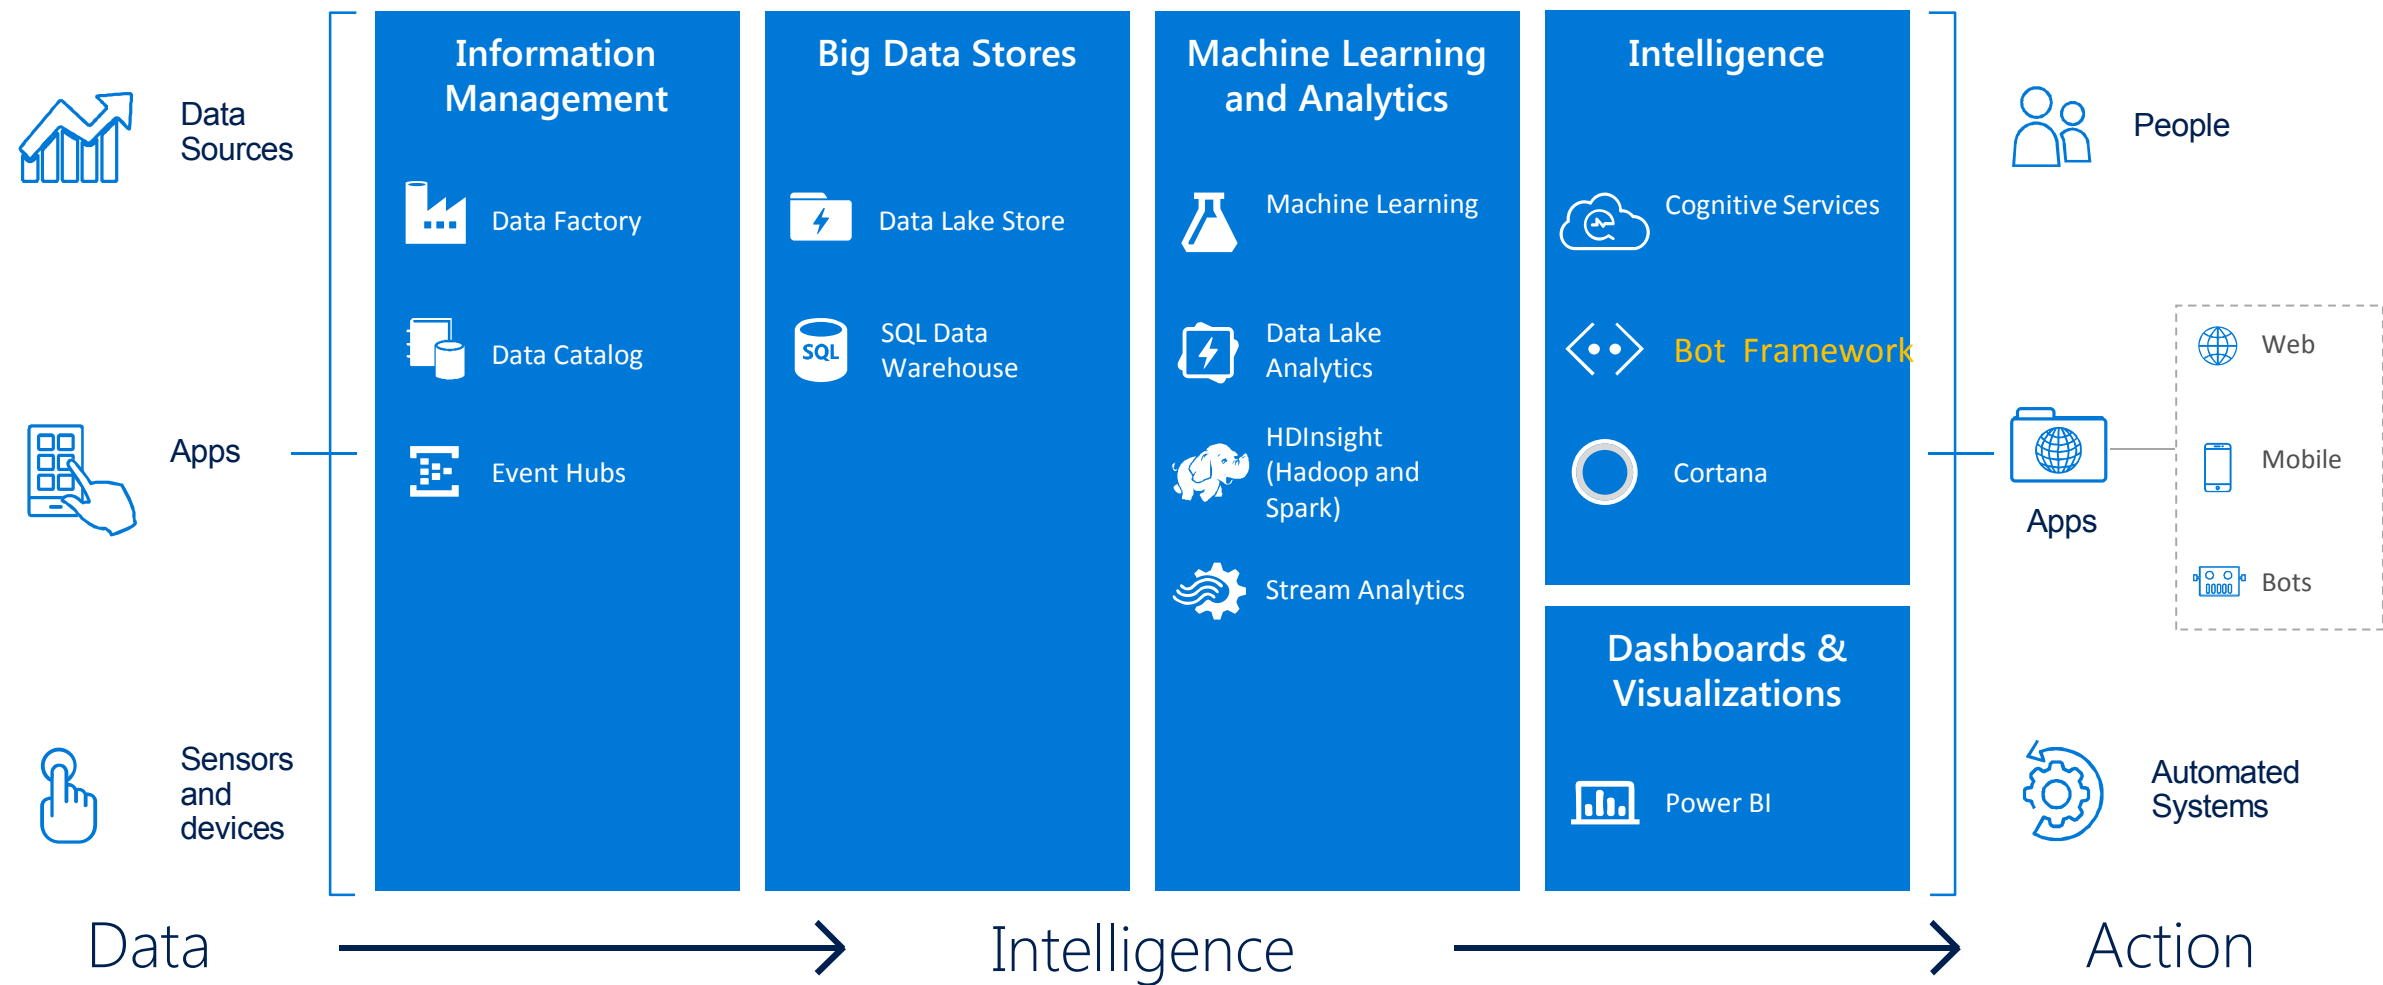 Data
Sources
Apps
Sensors
and
devices
Information
Management
Data Factory
Data Catalog
Event Hubs
Big Data Stores
Data Lake Store
SQL
SQL Data
Warehouse
Machine Learning
and Analytics
Machine Learning
Data Lake
Analytics
HDInsight
(Hadoop and
Spark)
Stream Analytics
Intelligence
Cognitive Services
Bot Framework
Cortana
Dashboards &
Visualizations
Power BI
People
Apps
Web
Mobile
Bots
Automated
Systems
Data
Intelligence
Action